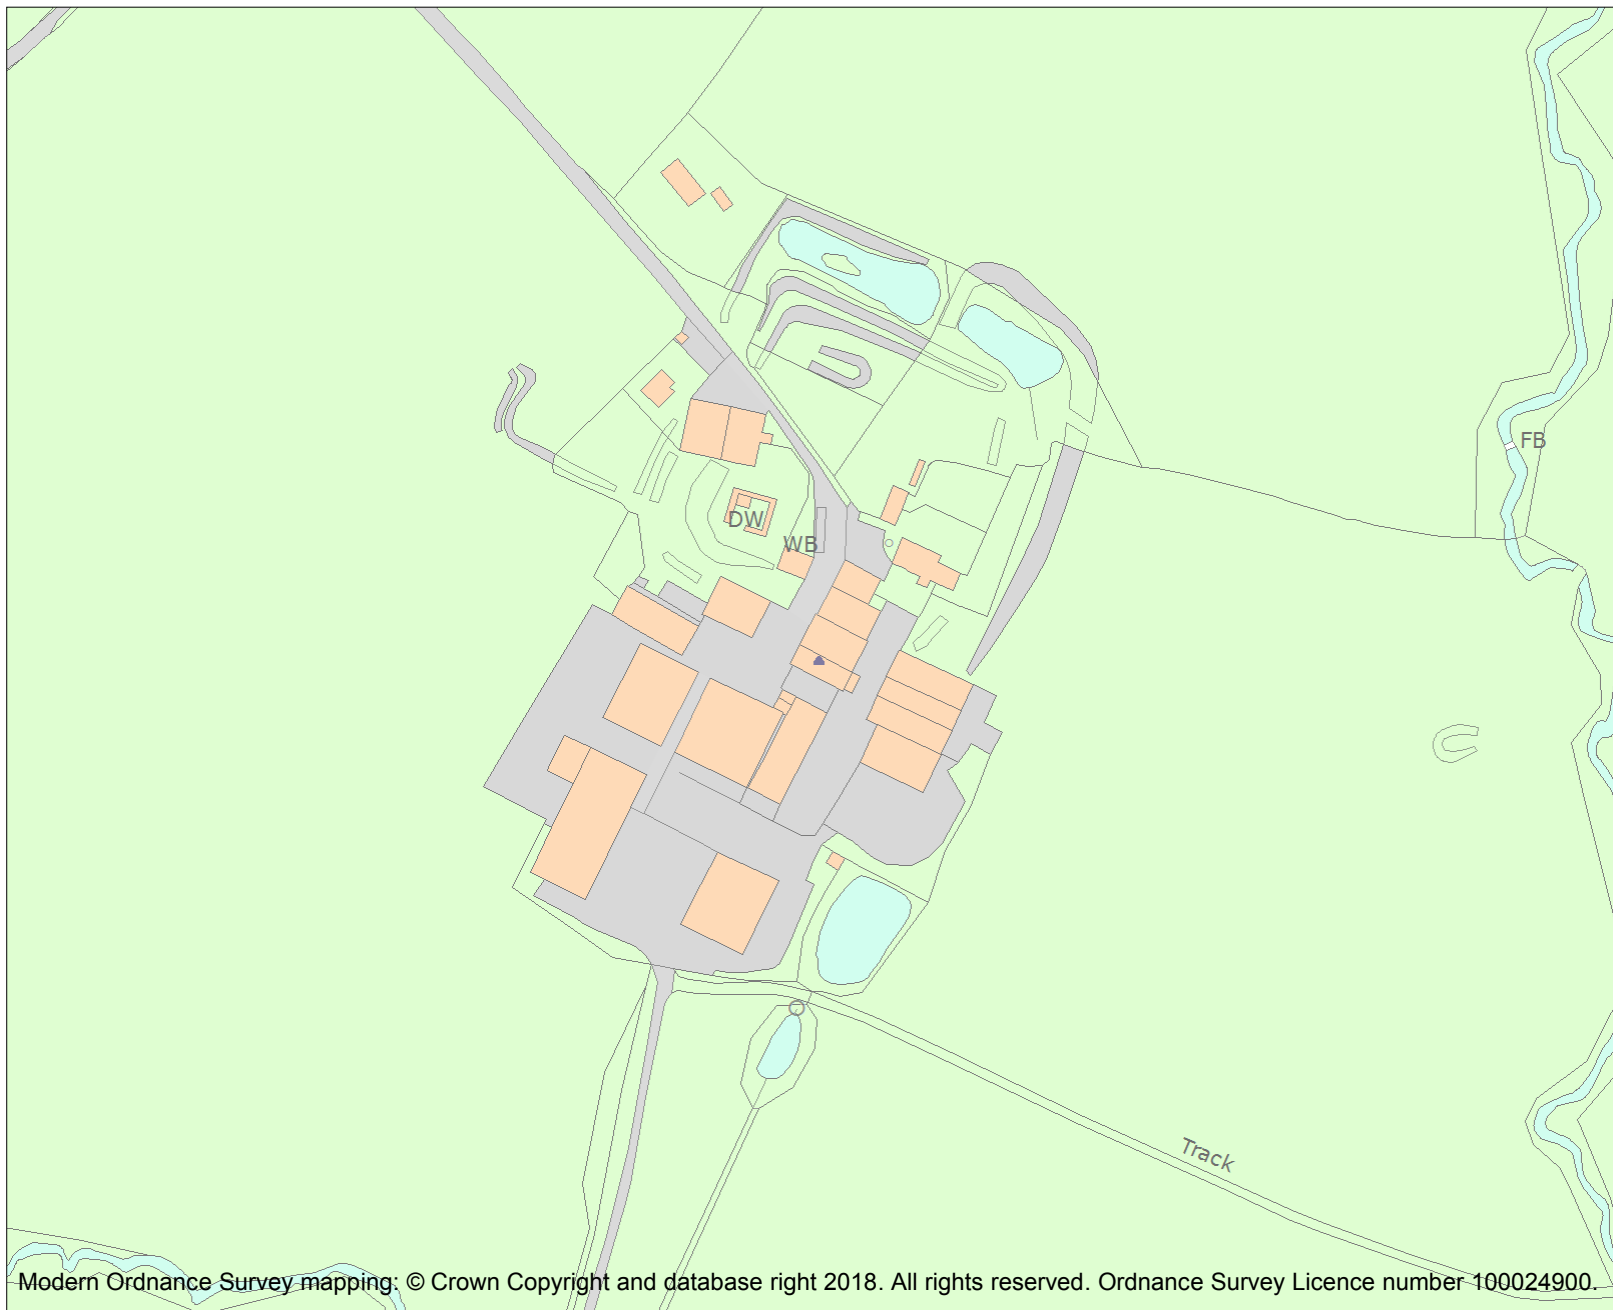 FB
DW
WB
Track
Modern Ordnance Survey mapping: © Crown Copyright and database right 2018. All rights reserved. Ordnance Survey Licence number 100024900.